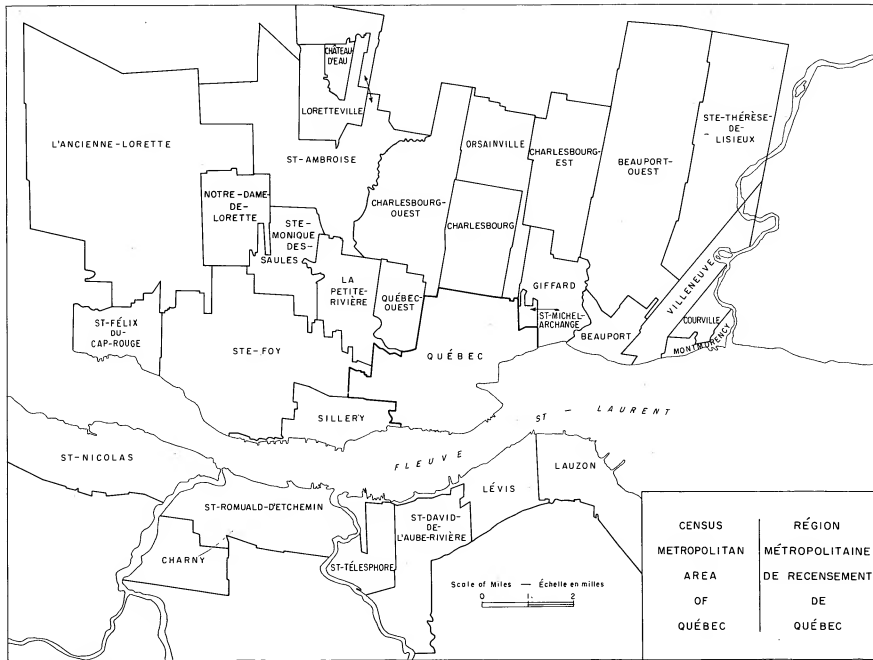 CHÂTEAU
D'EAU
LORETTEVILLE
L'ANCIENNE-LORETTE
ST-AMBROISE
ORSAINVILLE
CHARLESBOURG-
EST
BEAUPORT-
OUEST
STE-THÉRÈSE-
DE-
LISIEUX
NOTRE-DAME-
DE-
LORETTE
STE-
MONIQUE
DES-
SAULES
CHARLESBOURG-
OUEST
CHARLESBOURG
LA
PETITE-
RIVIÈRE
QUÉBEC-
OUEST
GIFFARD
ST-MICHEL-
ARCHANGE
VILLENEUVE
COURVILLE
MONTMORENCY
BEAUPORT
ST-FÉLIX
DU-
CAP-ROUGE
STE-FOY
QUÉBEC
SILLERY
FLEUVE ST-LAURENT
ST-NICOLAS
ST-ROMUALD-D'ETCHEMIN
CHARNY
ST-TÉLESPHORE
ST-DAVID-
DE-
L'AUBE-RIVIÈRE
LÉVIS
LAUZON
Scale of Miles — Échelle en milles
0 1 2
CENSUS
METROPOLITAN
AREA
OF
QUÉBEC
RÉGION
MÉTROPOLITAINE
DE RECENSEMENT
DE
QUÉBEC